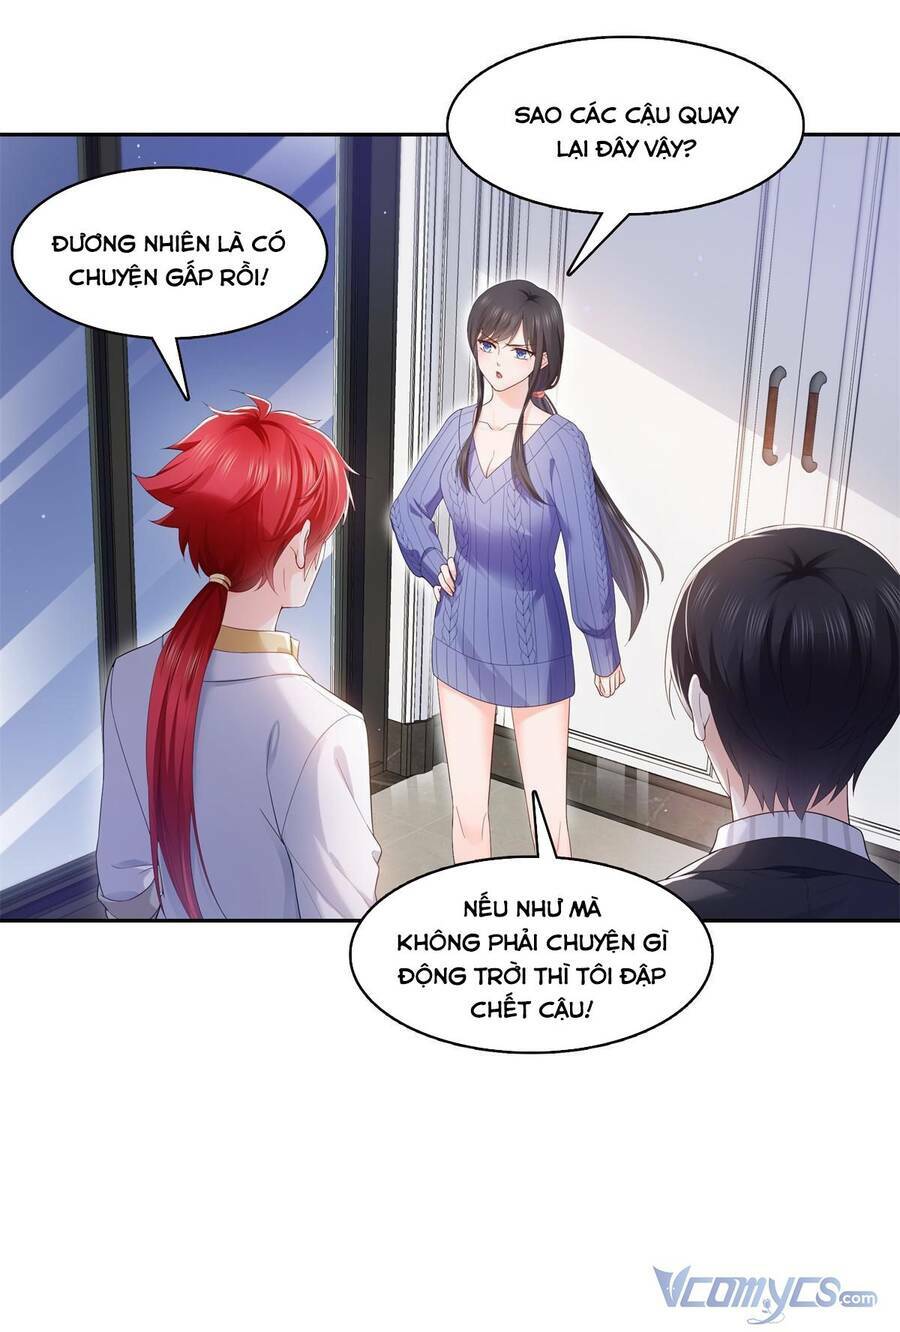 SAO CÁC CẬU QUAY
LẠI ĐÂY VẬY?
ĐƯƠNG NHIÊN LÀ CÓ
CHUYỆN GẤP RỒI!
NẾU NHƯ MÀ
KHÔNG PHẢI CHUYỆN GÌ
ĐỘNG TRỜI THÌ TÔI ĐẬP
CHẾT CẬU!
VCOMYCS.com